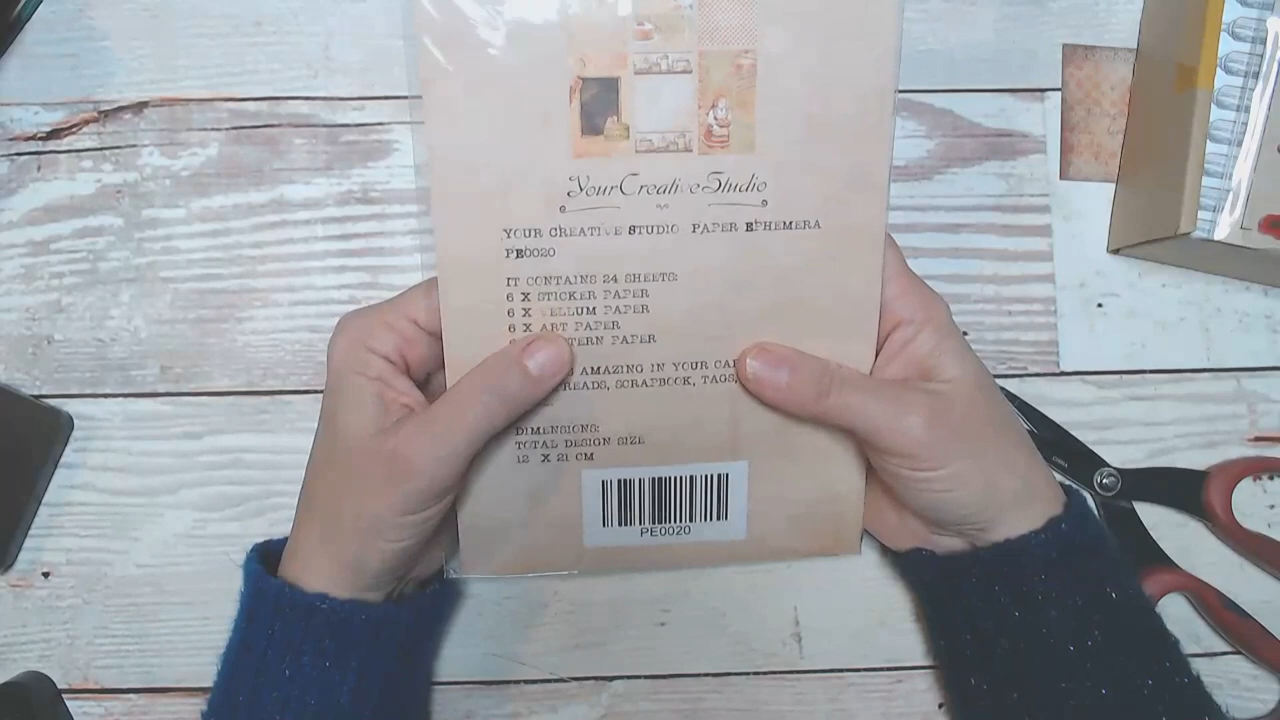 YourCreativeStudio
YOUR CREATIVE STUDIO PAPER EPHEMERA
PE0020
IT CONTAINS 24 SHEETS:
6 X STICKER PAPER
6 X VELLUM PAPER
6 X ART PAPER
PAPER
AMAZING IN YOUR
SCRAPBOOK, TAGS,
DIMENSIONS:
TOTAL DESIGN SIZE
12 X 21 CM
PE0020